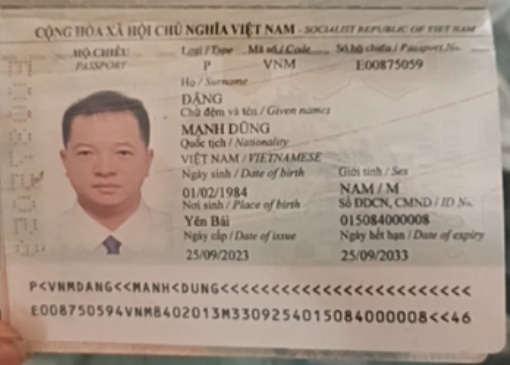 CỘNG HÒA XÃ HỘI CHỦ NGHĨA VIỆT NAM - SOCIALIST REPUBLIC OF VIET NAM
HỘ CHIẾU Loại / Type Mã số / Code Số hộ chiếu / Passport No.
PASSPORT P VNM E00875059
Họ / Surname
DẶNG
Chữ đệm và tên / Given names
MẠNH DŨNG
Quốc tịch / Nationality
VIỆT NAM / VIETNAMESE
Ngày sinh / Date of birth Giới tính / Sex
01/02/1984 NAM / M
Nơi sinh / Place of birth Số ĐDCN, CMND / ID No.
Yên Bái 015084000008
Ngày cấp / Date of issue Ngày hết hạn / Date of expiry
25/09/2023 25/09/2033
P<VNMDANG<<MANH<DUNG<<<<<<<<<<<<<<<<<<<<<<<<
E008750594VNM8402013M3309254015084000008<<46